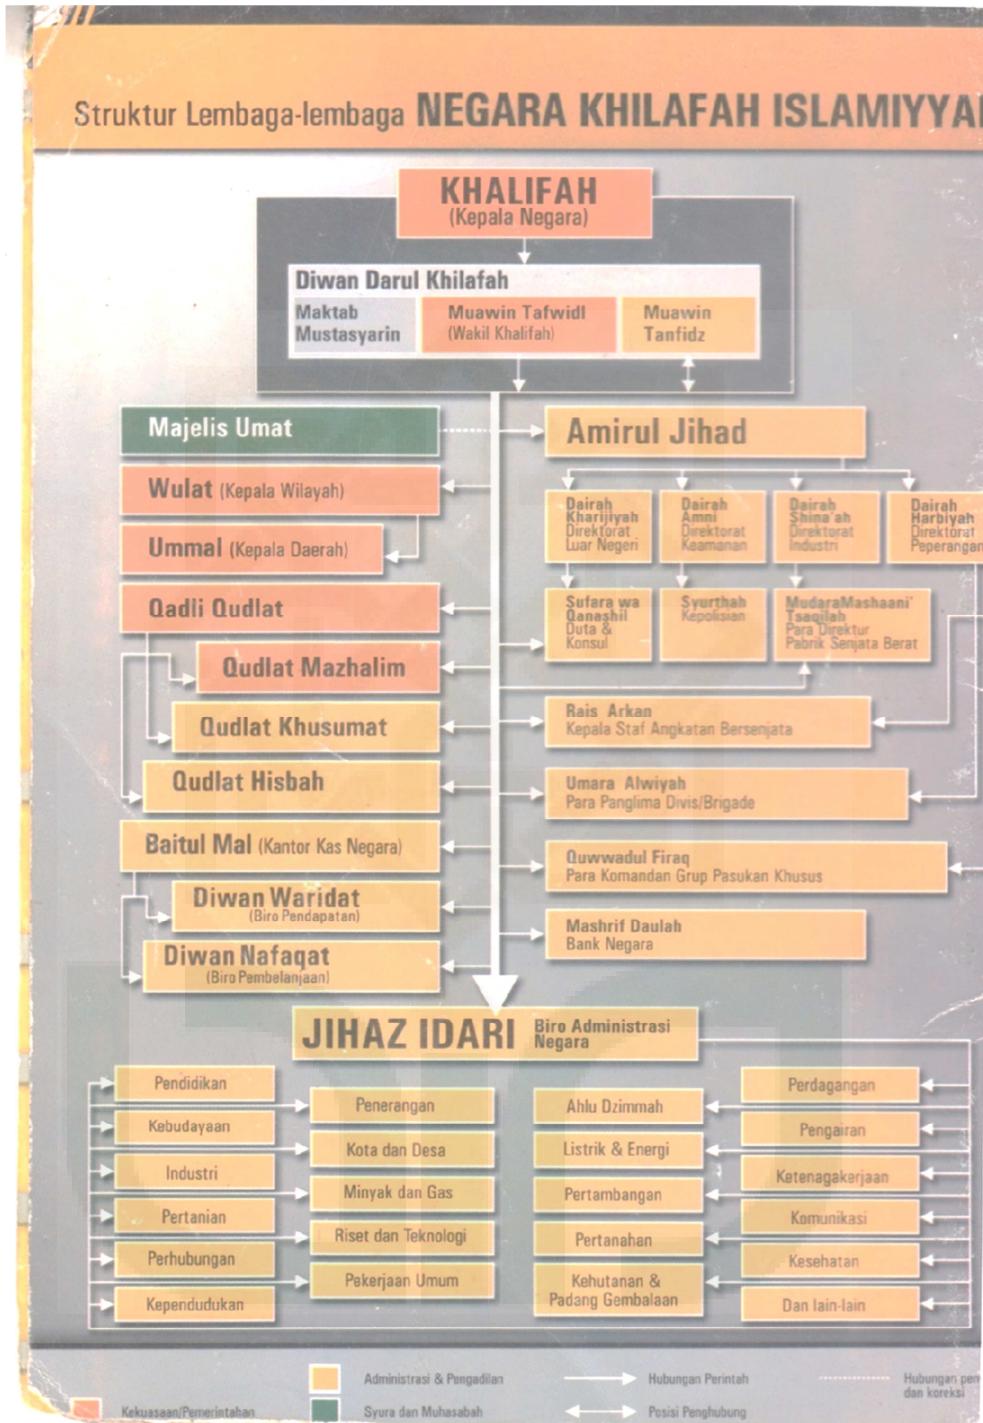 Struktur Lembaga-lembaga NEGARA KHILAFAH ISLAMIYYA
KHALIFAH
(Kepala Negara)
Diwan Darul Khilafah
Maktab
Mustasyarin
Muawin Tafwidl
(Wakil Khalifah)
Muawin
Tanfidz
Majelis Umat
Amirul Jihad
Wulat (Kepala Wilayah)
Ummal (Kepala Daerah)
Qadli Qudlat
Qudlat Mazhalim
Qudlat Khusumat
Qudlat Hisbah
Baitul Mal (Kantor Kas Negara)
Diwan Waridat
(Biro Pendapatan)
Diwan Nafaqat
(Biro Pembelanjaan)
Dairah
Kharijiyah
Direktorat
Luar Negeri
Dairah
Amni
Direktorat
Keamanan
Dairah
Shina'ah
Direktorat
Industri
Dairah
Harbiyah
Direktorat
Peperangan
Sufara wa
Qanashil
Duta &
Konsul
Syurthah
Kepolisian
MudaraMashaani'
Tsaqilah
Para Direktur
Pabrik Senjata Berat
Rais Arkan
Kepala Staf Angkatan Bersenjata
Umara Alwiyah
Para Panglima Divis/Brigade
Quwwadul Firaq
Para Komandan Grup Pasukan Khusus
Mashrif Daulah
Bank Negara
JIHAZ IDARI Biro Administrasi
Negara
Pendidikan
Kebudayaan
Industri
Pertanian
Perhubungan
Kependudukan
Penerangan
Kota dan Desa
Minyak dan Gas
Riset dan Teknologi
Pekerjaan Umum
Ahlu Dzimmah
Listrik & Energi
Pertambangan
Pertanahan
Kehutanan &
Padang Gembalaan
Perdagangan
Pengairan
Ketenagakerjaan
Komunikasi
Kesehatan
Dan lain-lain
Kekuasaan/Pemerintahan
Administrasi & Pengadilan
Syura dan Muhasabah
Hubungan Perintah
Posisi Penghubung
Hubungan
dan koreksi